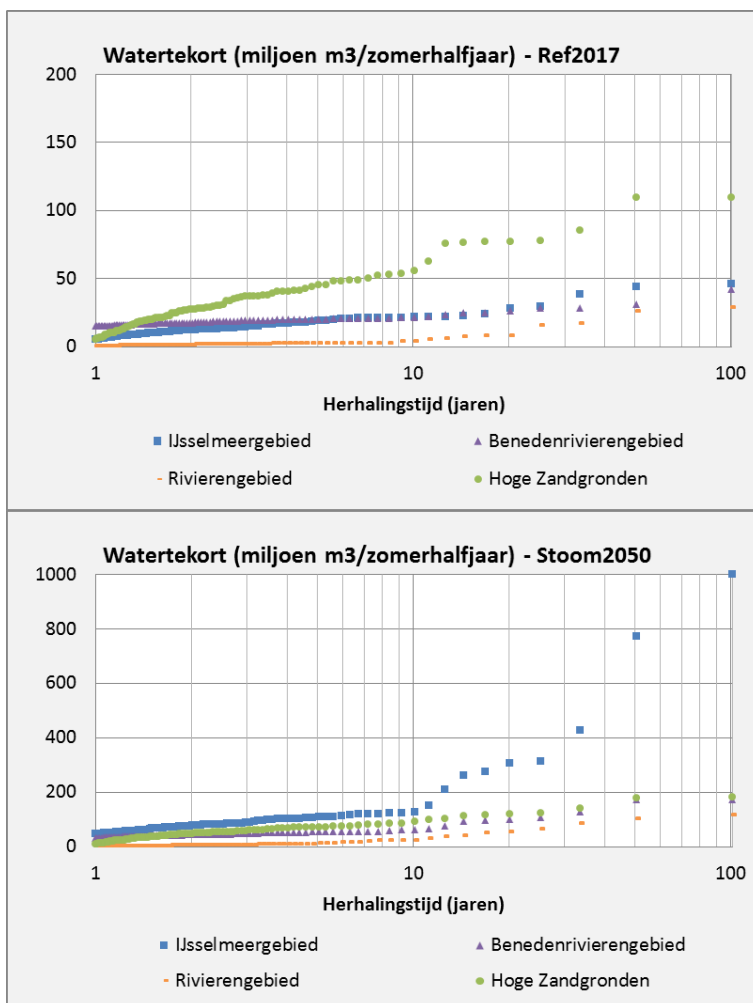 Watertekort (miljoen m3/zomerhalfjaar) - Ref2017
200
150
100
50
0
1 10 100
Herhalingstijd (jaren)
IJsselmeergebied Benedenrivierengebied
Rivierengebied Hoge Zandgronden
Watertekort (miljoen m3/zomerhalfjaar) - Stoom2050
1000
800
600
400
200
0
1 10 100
Herhalingstijd (jaren)
IJsselmeergebied Benedenrivierengebied
Rivierengebied Hoge Zandgronden